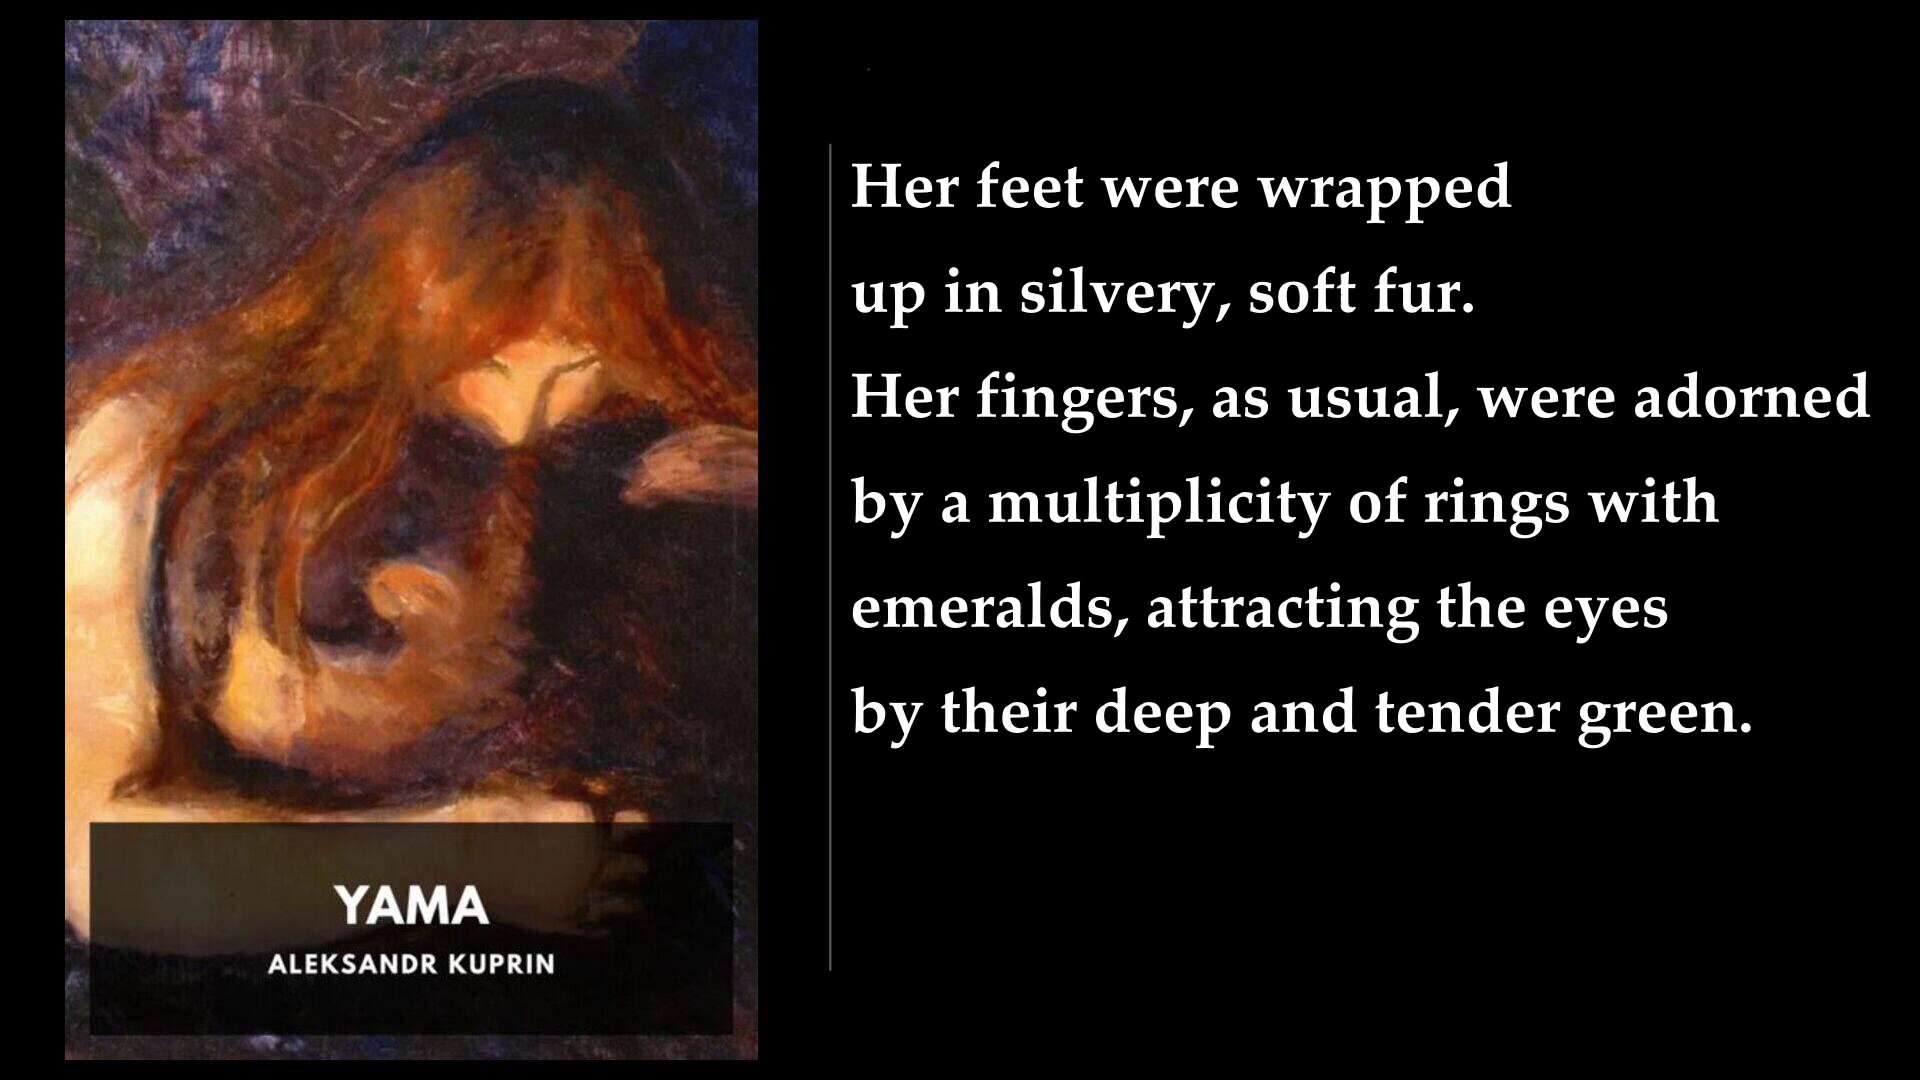 YAMA
ALEKSANDR KUPRIN
Her feet were wrapped
up in silvery, soft fur.
Her fingers, as usual, were adorned
by a multiplicity of rings with
emeralds, attracting the eyes
by their deep and tender green.